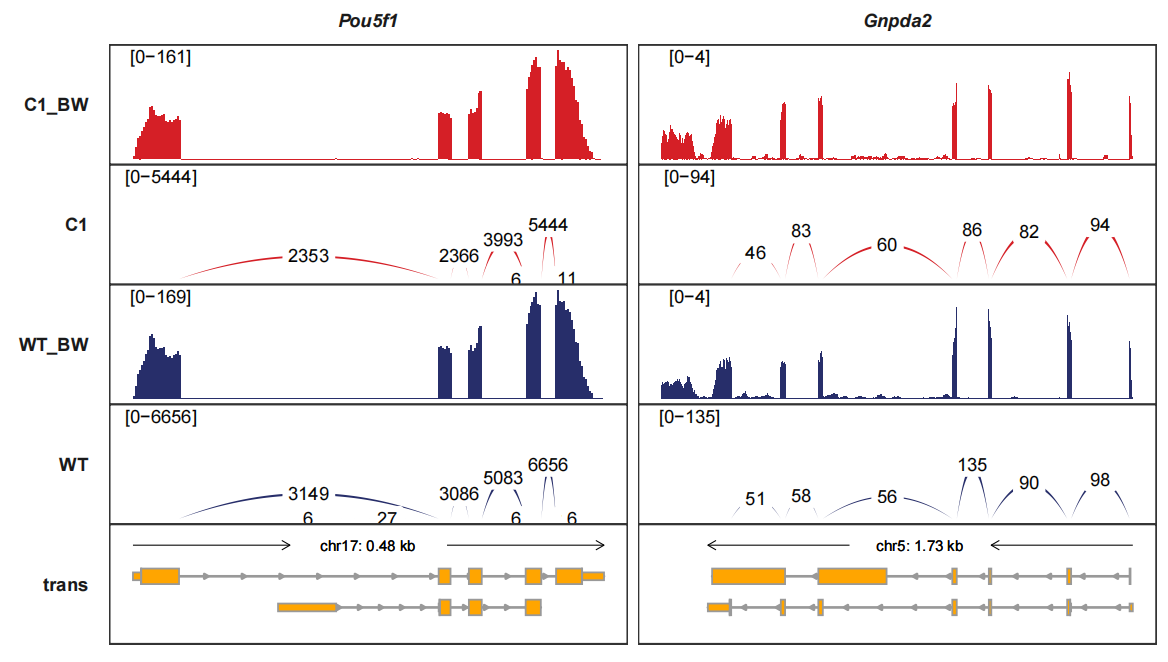 Pou5f1 Gnpda2
C1_BW [0−161] [0−4]
C1 [0−5444] [0−94]
2353 2366 3993 6 5444 11 46 83 60 86 82 94
WT_BW [0−169] [0−4]
WT [0−6656] [0−135]
3149 6 27 3086 5083 6 6656 6 51 58 56 135 90 98
trans chr17: 0.48 kb chr5: 1.73 kb